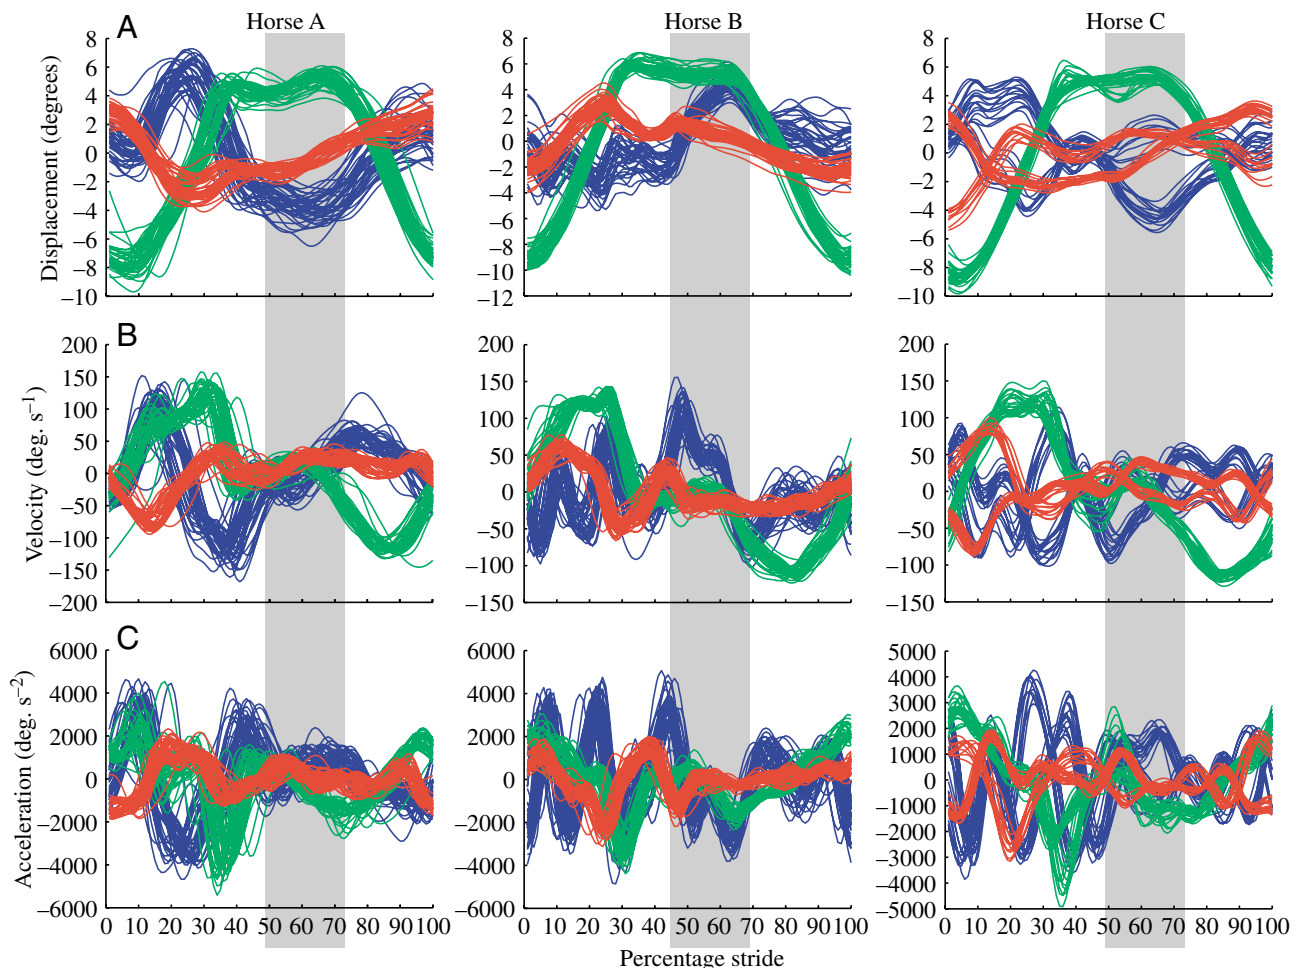 Horse A Horse B Horse C
A
Displacement (degrees)
8 6 4 2 0 –2 –4 –6 –8 –10
8 6 4 2 0 –2 –4 –6 –8 –10 –12
8 6 4 2 0 –2 –4 –6 –8 –10
B
Velocity (deg. s–1)
200 150 100 50 0 –50 –100 –150 –200
200 150 100 50 0 –50 –100 –150
200 150 100 50 0 –50 –100 –150
C
Acceleration (deg. s–2)
6000 4000 2000 0 –2000 –4000 –6000
6000 4000 2000 0 –2000 –4000 –6000
5000 4000 3000 2000 1000 0 –1000 –2000 –3000 –4000 –5000
0 10 20 30 40 50 60 70 80 90 100
0 10 20 30 40 50 60 70 80 90 100
0 10 20 30 40 50 60 70 80 90 100
Percentage stride